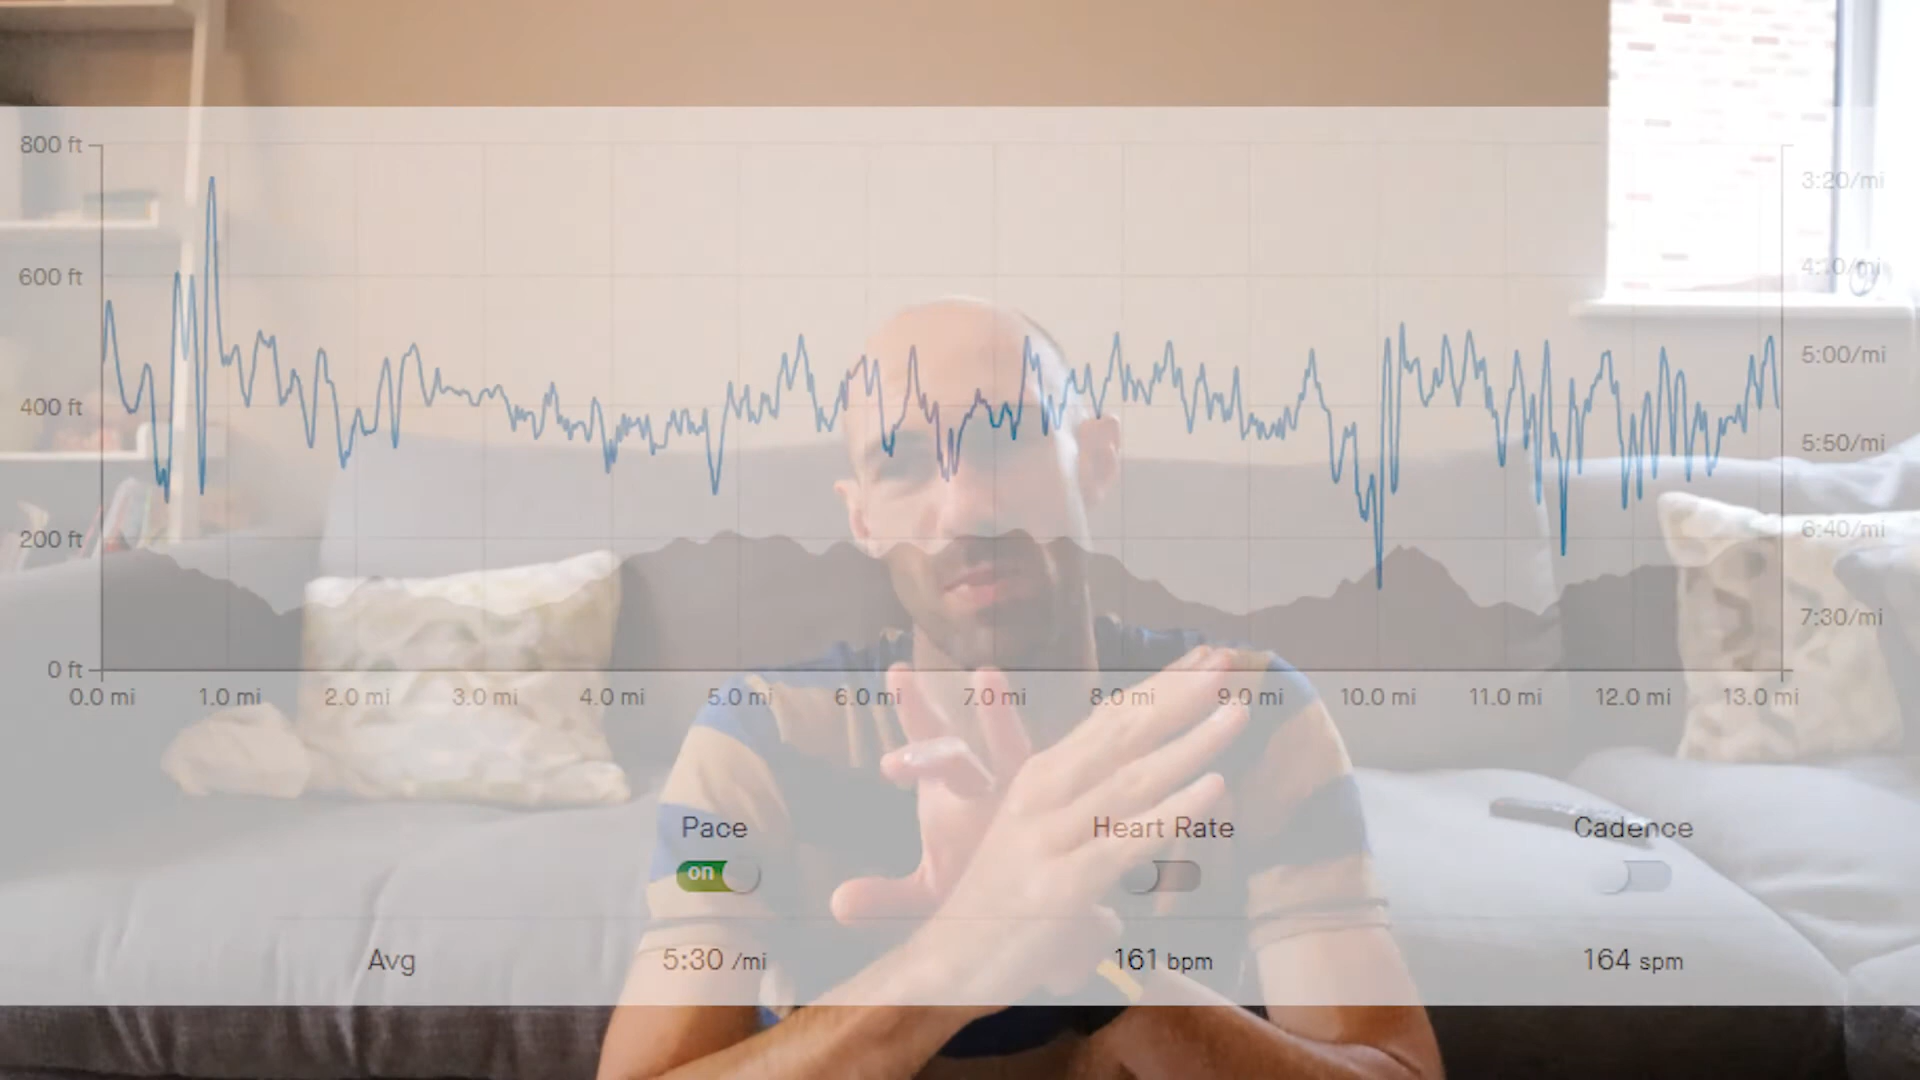 800 ft
600 ft
400 ft
200 ft
0 ft
3:20/mi
4:10/mi
5:00/mi
5:50/mi
6:40/mi
7:30/mi
0.0 mi 1.0 mi 2.0 mi 3.0 mi 4.0 mi 5.0 mi 6.0 mi 7.0 mi 8.0 mi 9.0 mi 10.0 mi 11.0 mi 12.0 mi 13.0 mi
Pace Heart Rate Cadence
on
Avg 5:30 /mi 161 bpm 164 spm